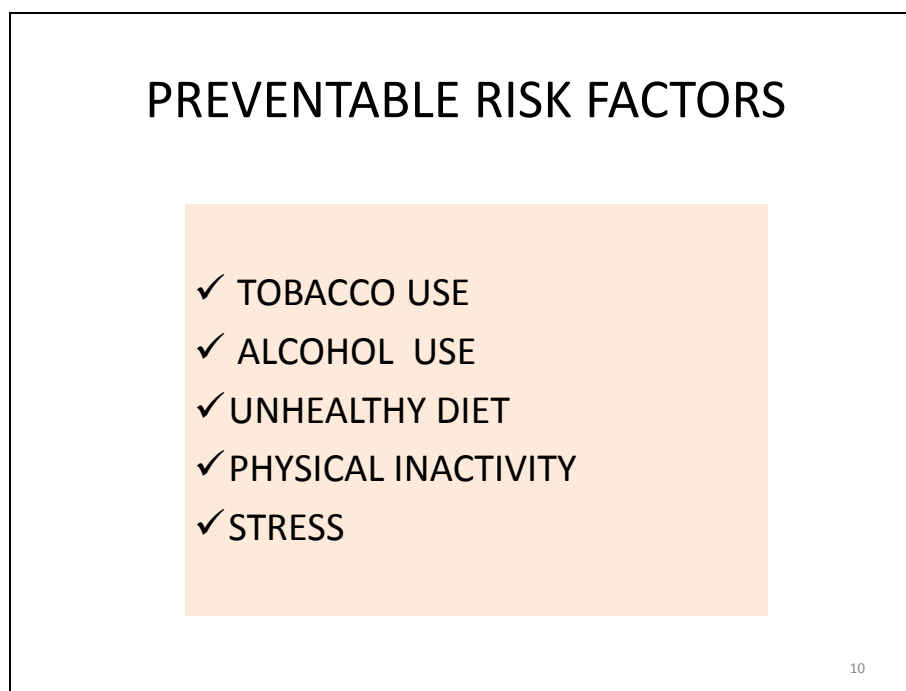 PREVENTABLE RISK FACTORS
✓ TOBACCO USE
✓ ALCOHOL  USE
✓UNHEALTHY DIET
✓PHYSICAL INACTIVITY
✓STRESS
10